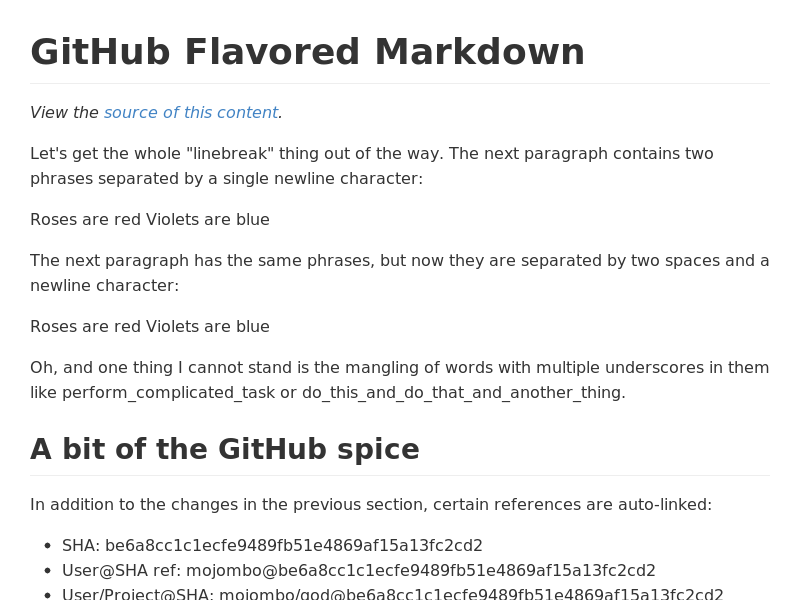 GitHub Flavored Markdown
View the source of this content.
Let's get the whole "linebreak" thing out of the way. The next paragraph contains two
phrases separated by a single newline character:
Roses are red Violets are blue
The next paragraph has the same phrases, but now they are separated by two spaces and a
newline character:
Roses are red Violets are blue
Oh, and one thing I cannot stand is the mangling of words with multiple underscores in them
like perform_complicated_task or do_this_and_do_that_and_another_thing.
A bit of the GitHub spice
In addition to the changes in the previous section, certain references are auto-linked:
• SHA: be6a8cc1c1ecfe9489fb51e4869af15a13fc2cd2
• User@SHA ref: mojombo@be6a8cc1c1ecfe9489fb51e4869af15a13fc2cd2
• User/Project@SHA: mojombo/god@be6a8cc1c1ecfe9489fb51e4869af15a13fc2cd2